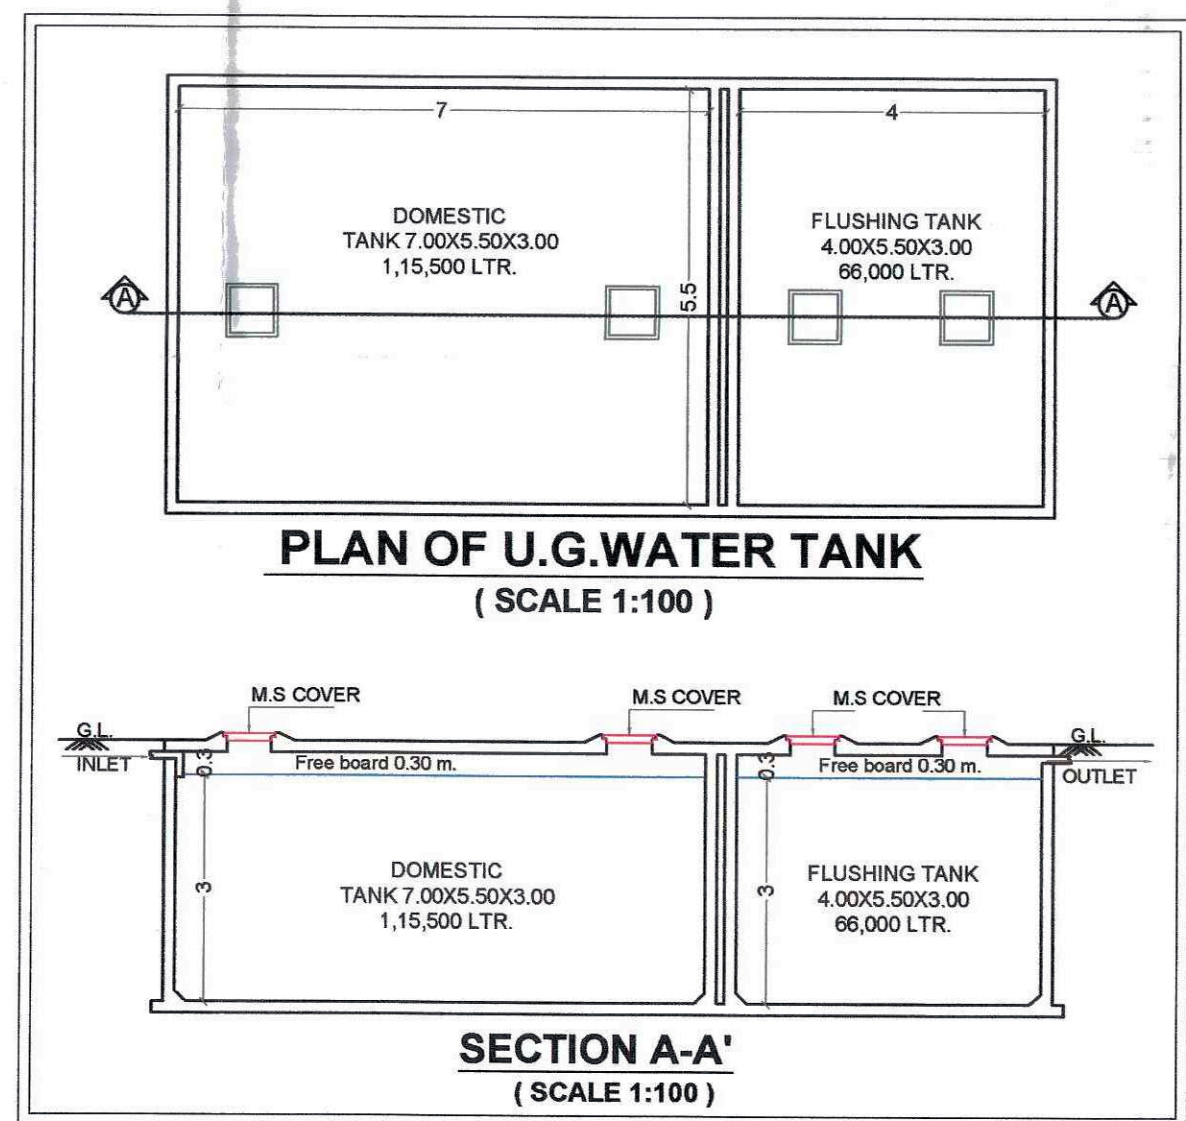 7
4
DOMESTIC
TANK 7.00X5.50X3.00
1,15,500 LTR.
FLUSHING TANK
4.00X5.50X3.00
66,000 LTR.
5.5
A
A
PLAN OF U.G.WATER TANK
( SCALE 1:100 )
M.S COVER
M.S COVER
M.S COVER
G.L.
G.L.
INLET
0.3
Free board 0.30 m.
0.3
Free board 0.30 m.
OUTLET
DOMESTIC
TANK 7.00X5.50X3.00
1,15,500 LTR.
3
FLUSHING TANK
4.00X5.50X3.00
66,000 LTR.
3
SECTION A-A'
( SCALE 1:100 )